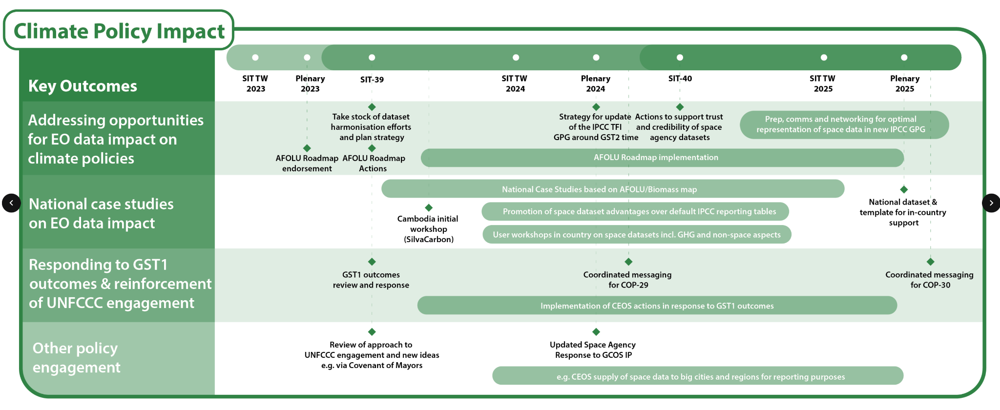 Climate Policy Impact
Key Outcomes
SIT TW
2023
Plenary
2023
SIT-39
SIT TW
2024
Plenary
2024
SIT-40
SIT TW
2025
Plenary
2025
Addressing opportunities
for EO data impact on
climate policies
Take stock of dataset
harmonisation efforts
and plan strategy
Strategy for update
of the IPCC TFI
GPG around GST2 time
Actions to support trust
and credibility of space
agency datasets
Prep, comms and networking for optimal
representation of space data in new IPCC GPG
AFOLU Roadmap
endorsement
AFOLU Roadmap
Actions
AFOLU Roadmap implementation
National case studies
on EO data impact
National Case Studies based on AFOLU/Biomass map
Cambodia initial
workshop
(SilvaCarbon)
Promotion of space dataset advantages over default IPCC reporting tables
User workshops in country on space datasets incl. GHG and non-space aspects
National dataset &
template for in-country
support
Responding to GST1
outcomes & reinforcement
of UNFCCC engagement
GST1 outcomes
review and response
Coordinated messaging
for COP-29
Coordinated messaging
for COP-30
Implementation of CEOS actions in response to GST1 outcomes
Other policy
engagement
Review of approach to
UNFCCC engagement and new ideas
e.g. via Covenant of Mayors
Updated Space Agency
Response to GCOS IP
e.g. CEOS supply of space data to big cities and regions for reporting purposes